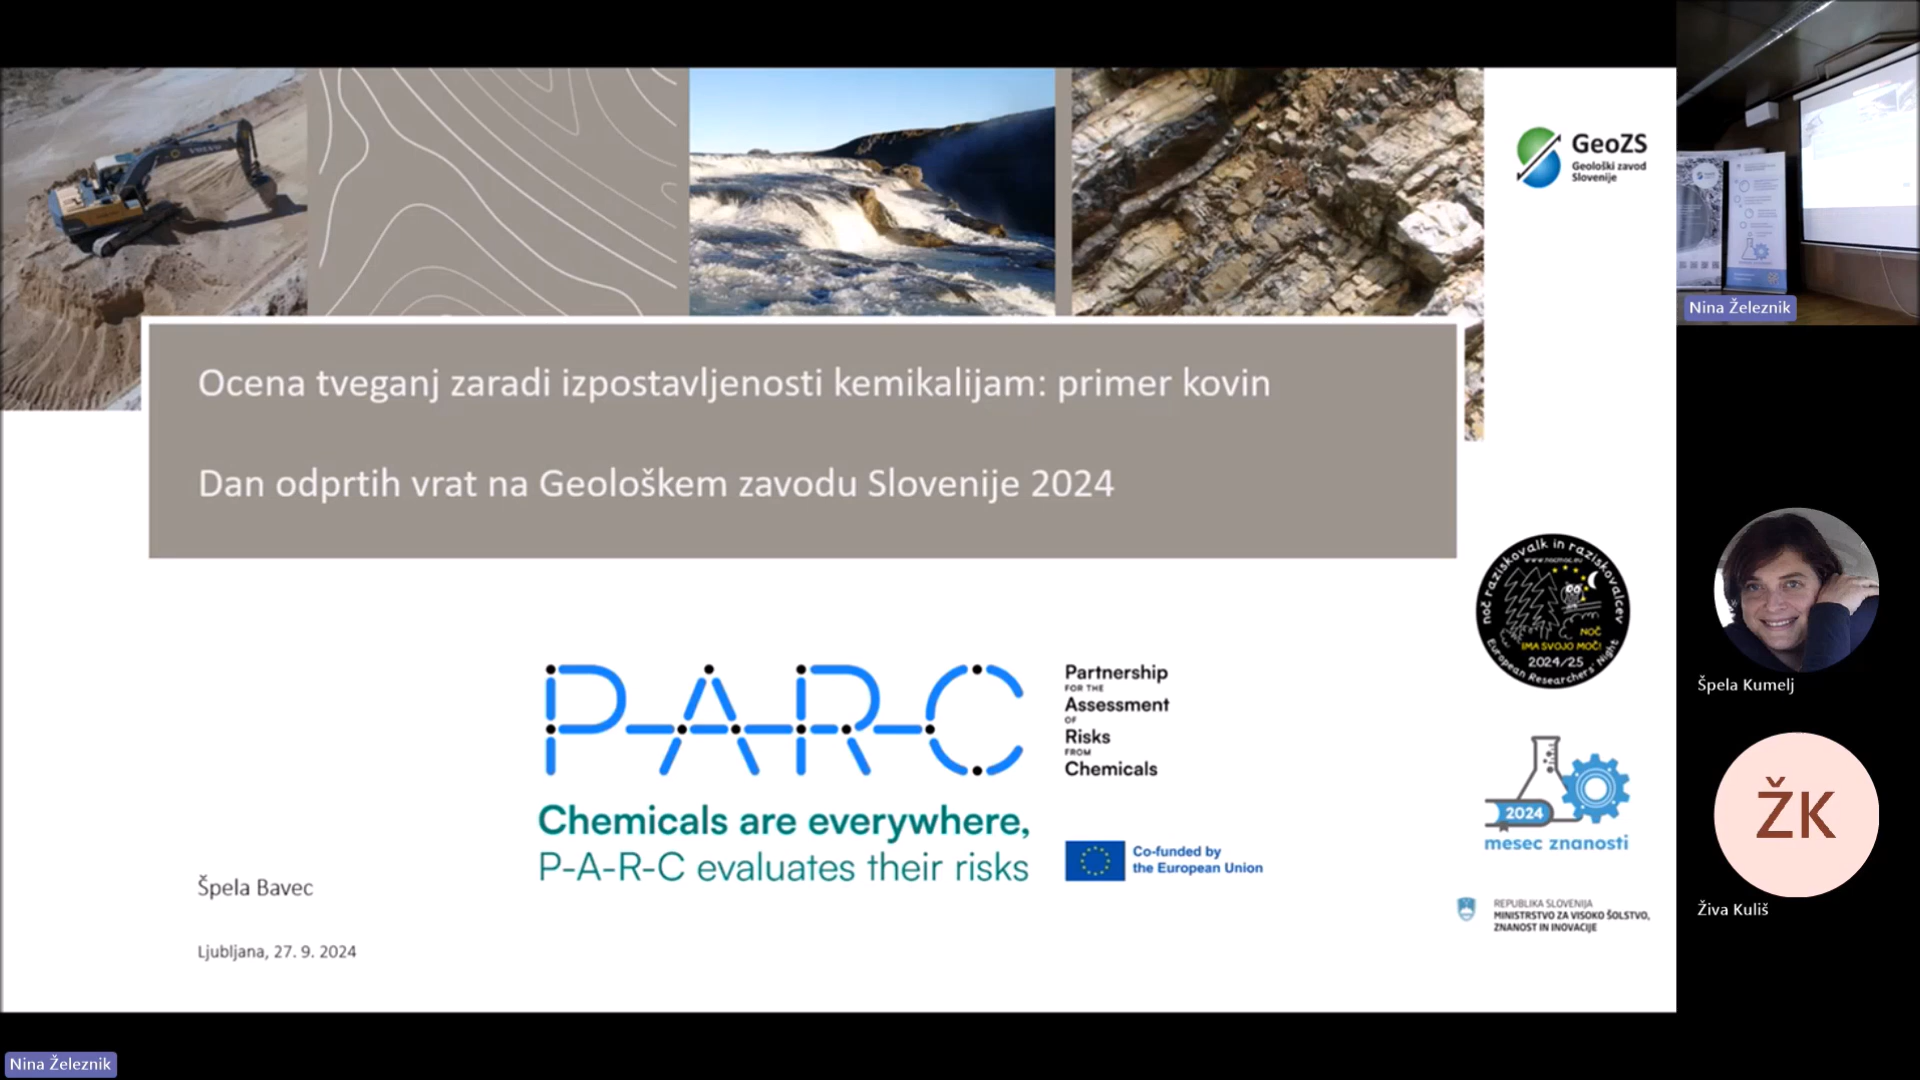 GeoZS
Geološki zavod
Slovenije
VOLVO
Ocena tveganj zaradi izpostavljenosti kemikalijam: primer kovin
Dan odprtih vrat na Geološkem zavodu Slovenije 2024
noč raziskovalk in raziskovalcev
www.nocmoc.eu
NOČ
IMA SVOJO MOČ!
2024/25
European Researchers' Night
P-A-R-C
Partnership
FOR THE
Assessment
OF
Risks
FROM
Chemicals
Chemicals are everywhere,
P-A-R-C evaluates their risks
Co-funded by
the European Union
2024
mesec znanosti
REPUBLIKA SLOVENIJA
MINISTRSTVO ZA VISOKO ŠOLSTVO,
ZNANOST IN INOVACIJE
Špela Bavec
Ljubljana, 27. 9. 2024
Nina Železnik
Nina Železnik
Špela Kumelj
ŽK
Živa Kuliš